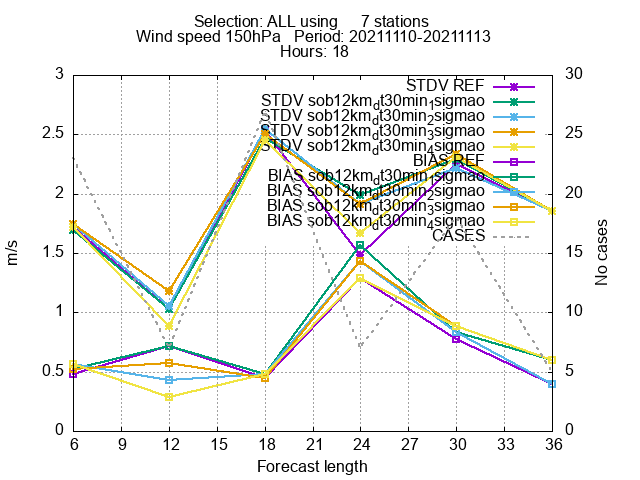 Selection: ALL using 7 stations
Wind speed 150hPa Period: 20211110-20211113
Hours: 18
3 30
STDV REF
STDV sob12km_dt30min_1sigmao
STDV sob12km_dt30min_2sigmao
2.5 25
STDV sob12km_dt30min_3sigmao
STDV sob12km_dt30min_4sigmao
BIAS REF
BIAS sob12km_dt30min_1sigmao
2 20
BIAS sob12km_dt30min_2sigmao
BIAS sob12km_dt30min_3sigmao
BIAS sob12km_dt30min_4sigmao
CASES
m/s
No cases
1.5 15
1 10
0.5 5
0 0
6 9 12 15 18 21 24 27 30 33 36
Forecast length